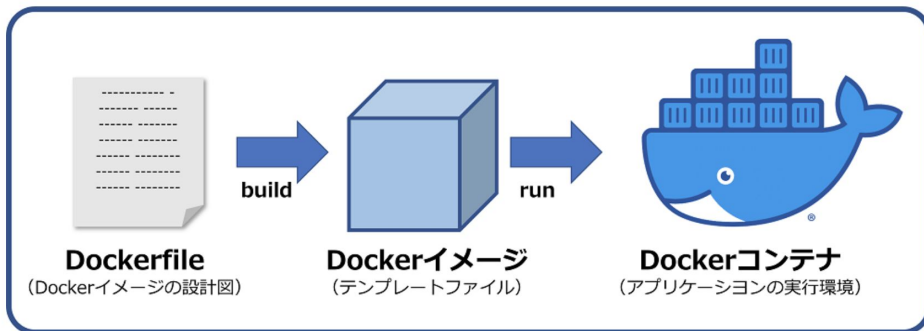 build
run
Dockerfile
（Dockerイメージの設計図）
Dockerイメージ
（テンプレートファイル）
Dockerコンテナ
（アプリケーションの実行環境）
®